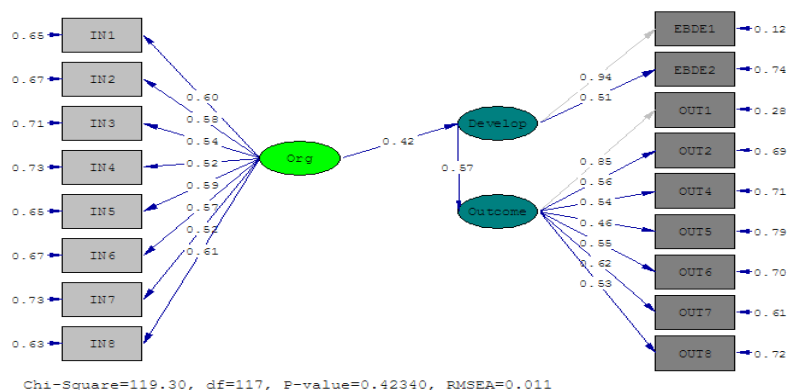 0.65 IN1
0.67 IN2
0.71 IN3
0.73 IN4
0.65 IN5
0.67 IN6
0.73 IN7
0.63 IN8
0.60
0.58
0.54
0.52
0.59
0.57
0.52
0.61
Org
0.42
Develop
0.57
Outcome
0.94
0.51
0.85
0.56
0.54
0.46
0.55
0.62
0.53
EBDE1 0.12
EBDE2 0.74
OUT1 0.28
OUT2 0.69
OUT4 0.71
OUT5 0.79
OUT6 0.70
OUT7 0.61
OUT8 0.72
Chi-Square=119.30, df=117, P-value=0.42340, RMSEA=0.011